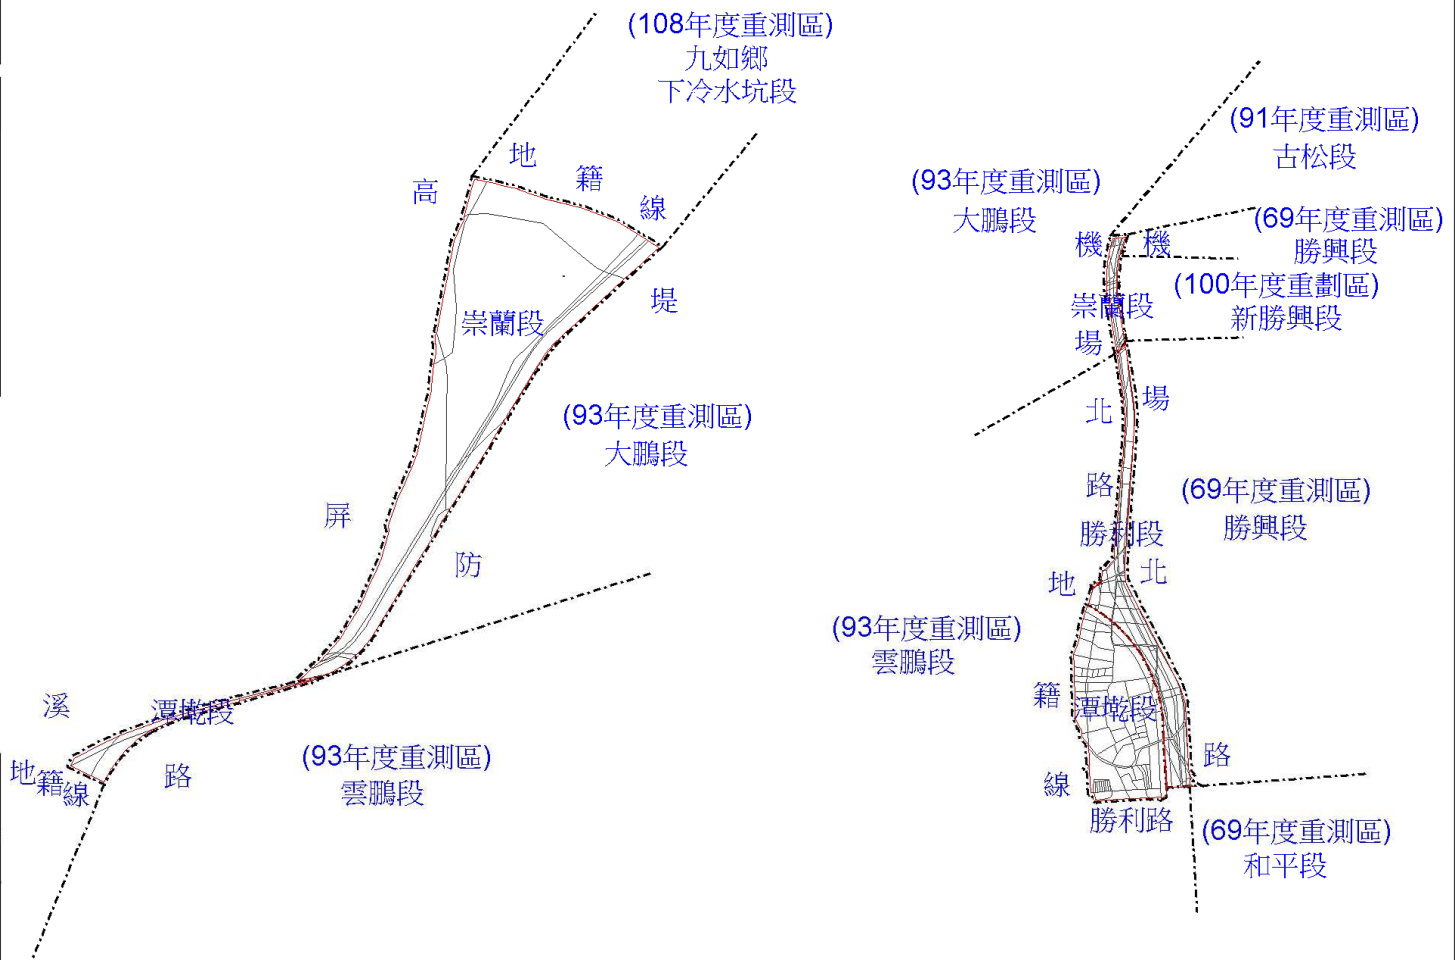 (108年度重測區)
九如鄉
下冷水坑段
地
籍
線
高
堤
崇蘭段
(93年度重測區)
大鵬段
屏
防
溪
潭墘段
地
籍
線
路
(93年度重測區)
雲鵬段
(91年度重測區)
古松段
(93年度重測區)
大鵬段
(69年度重測區)
勝興段
機
機
(100年度重劃區)
新勝興段
崇蘭段
場
場
北
路
(69年度重測區)
勝興段
勝利段
北
地
(93年度重測區)
雲鵬段
籍
潭墘段
路
線
勝利路
(69年度重測區)
和平段